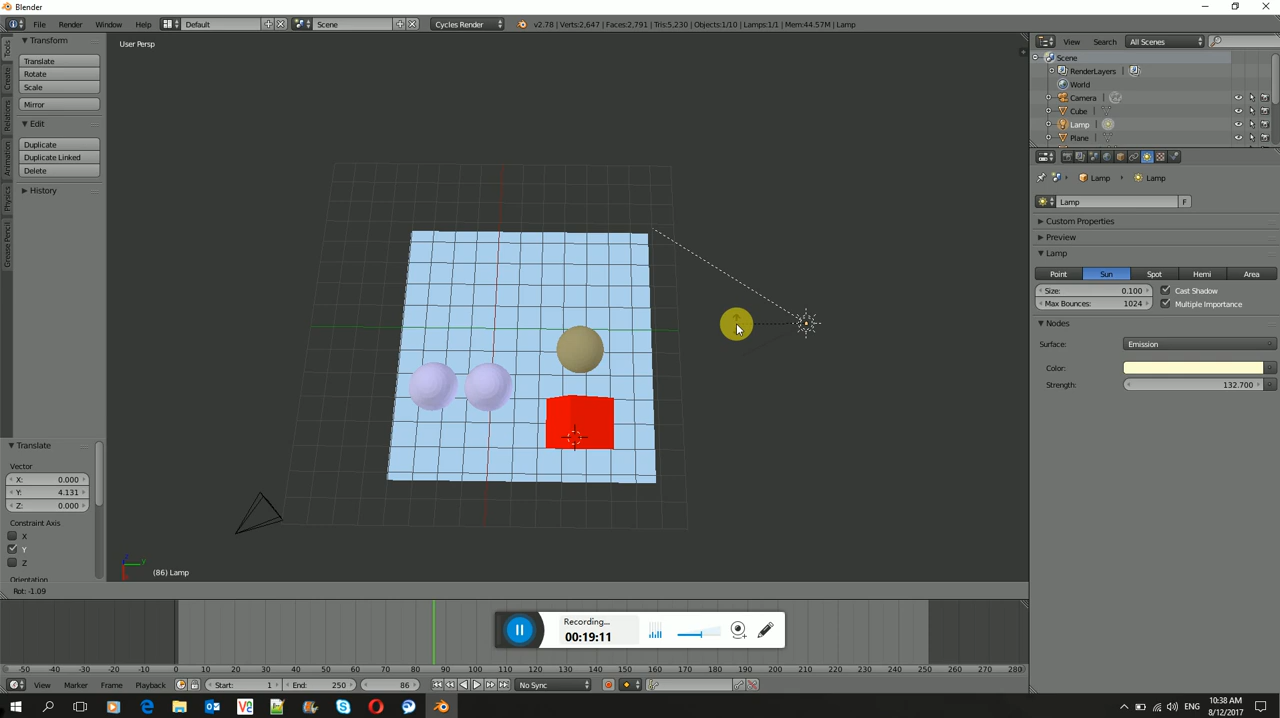 Blender
File Render Window Help Default Scene Cycles Render v2.78 | Verts:2,647 | Faces:2,791 | Tris:5,230 | Objects:1/10 | Lamps:1/1 | Mem:44.57M | Lamp
Tools
Create
Relations
Animation
Physics
Grease Pencil
Transform
Translate
Rotate
Scale
Mirror
Edit
Duplicate
Duplicate Linked
Delete
History
Translate
Vector
X: 0.000
Y: 4.131
Z: 0.000
Constraint Axis
X
Y
Z
Orientation
User Persp
(86) Lamp
Rot: -1.09
View Search All Scenes
Scene
RenderLayers
World
Camera
Cube
Lamp
Plane
Lamp Lamp
Lamp F
Custom Properties
Preview
Lamp
Point Sun Spot Hemi Area
Size: 0.100 Cast Shadow
Max Bounces: 1024 Multiple Importance
Nodes
Surface: Emission
Color:
Strength: 132.700
Recording...
00:19:11
-50 -40 -30 -20 -10 0 10 20 30 40 50 60 70 80 90 100 110 120 130 140 150 160 170 180 190 200 210 220 230 240 250 260 270 280
View Marker Frame Playback Start: 1 End: 250 86 No Sync
ENG
10:38 AM
8/12/2017